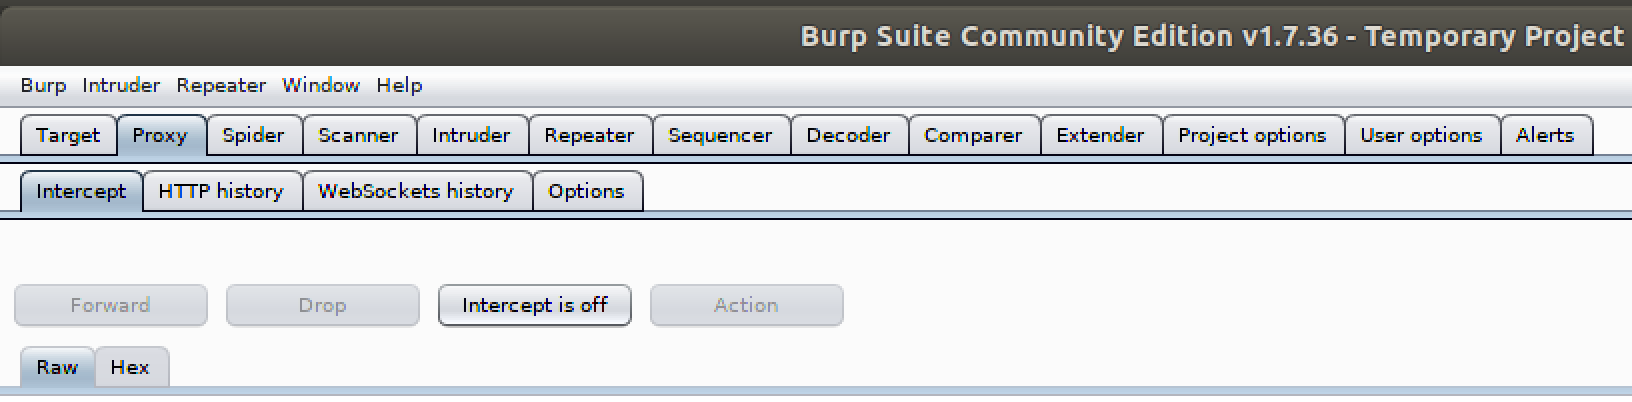 Burp Suite Community Edition v1.7.36 - Temporary Project
Burp Intruder Repeater Window Help
Target Proxy Spider Scanner Intruder Repeater Sequencer Decoder Comparer Extender Project options User options Alerts
Intercept HTTP history WebSockets history Options
Forward Drop Intercept is off Action
Raw Hex